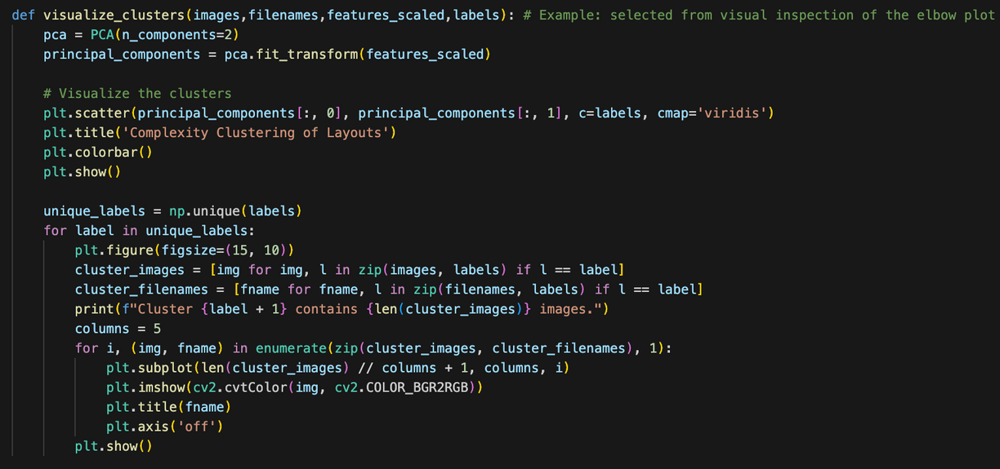 def visualize_clusters(images,filenames,features_scaled,labels): # Example: selected from visual inspection of the elbow plot
    pca = PCA(n_components=2)
    principal_components = pca.fit_transform(features_scaled)

    # Visualize the clusters
    plt.scatter(principal_components[:, 0], principal_components[:, 1], c=labels, cmap='viridis')
    plt.title('Complexity Clustering of Layouts')
    plt.colorbar()
    plt.show()

    unique_labels = np.unique(labels)
    for label in unique_labels:
        plt.figure(figsize=(15, 10))
        cluster_images = [img for img, l in zip(images, labels) if l == label]
        cluster_filenames = [fname for fname, l in zip(filenames, labels) if l == label]
        print(f"Cluster {label + 1} contains {len(cluster_images)} images.")
        columns = 5
        for i, (img, fname) in enumerate(zip(cluster_images, cluster_filenames), 1):
            plt.subplot(len(cluster_images) // columns + 1, columns, i)
            plt.imshow(cv2.cvtColor(img, cv2.COLOR_BGR2RGB))
            plt.title(fname)
            plt.axis('off')
        plt.show()